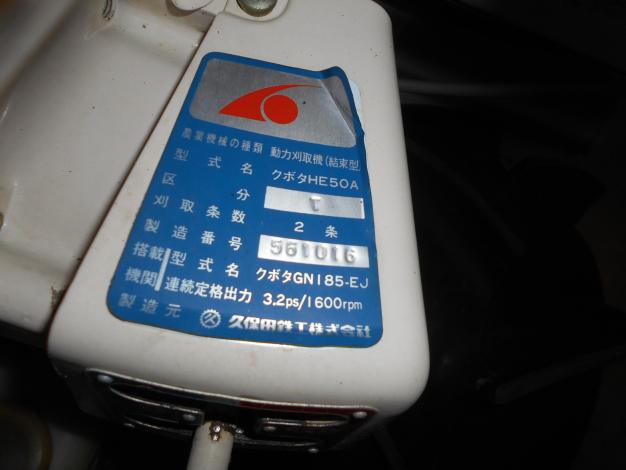 農業機械の種類 動力刈取機(結束型)
型式名 クボタHE50A
区分 T
刈取条数 2条
製造番号 561016
搭載機関 型式名 クボタGN185-EJ
連続定格出力 3.2ps/1600rpm
製造元 久保田鉄工株式会社